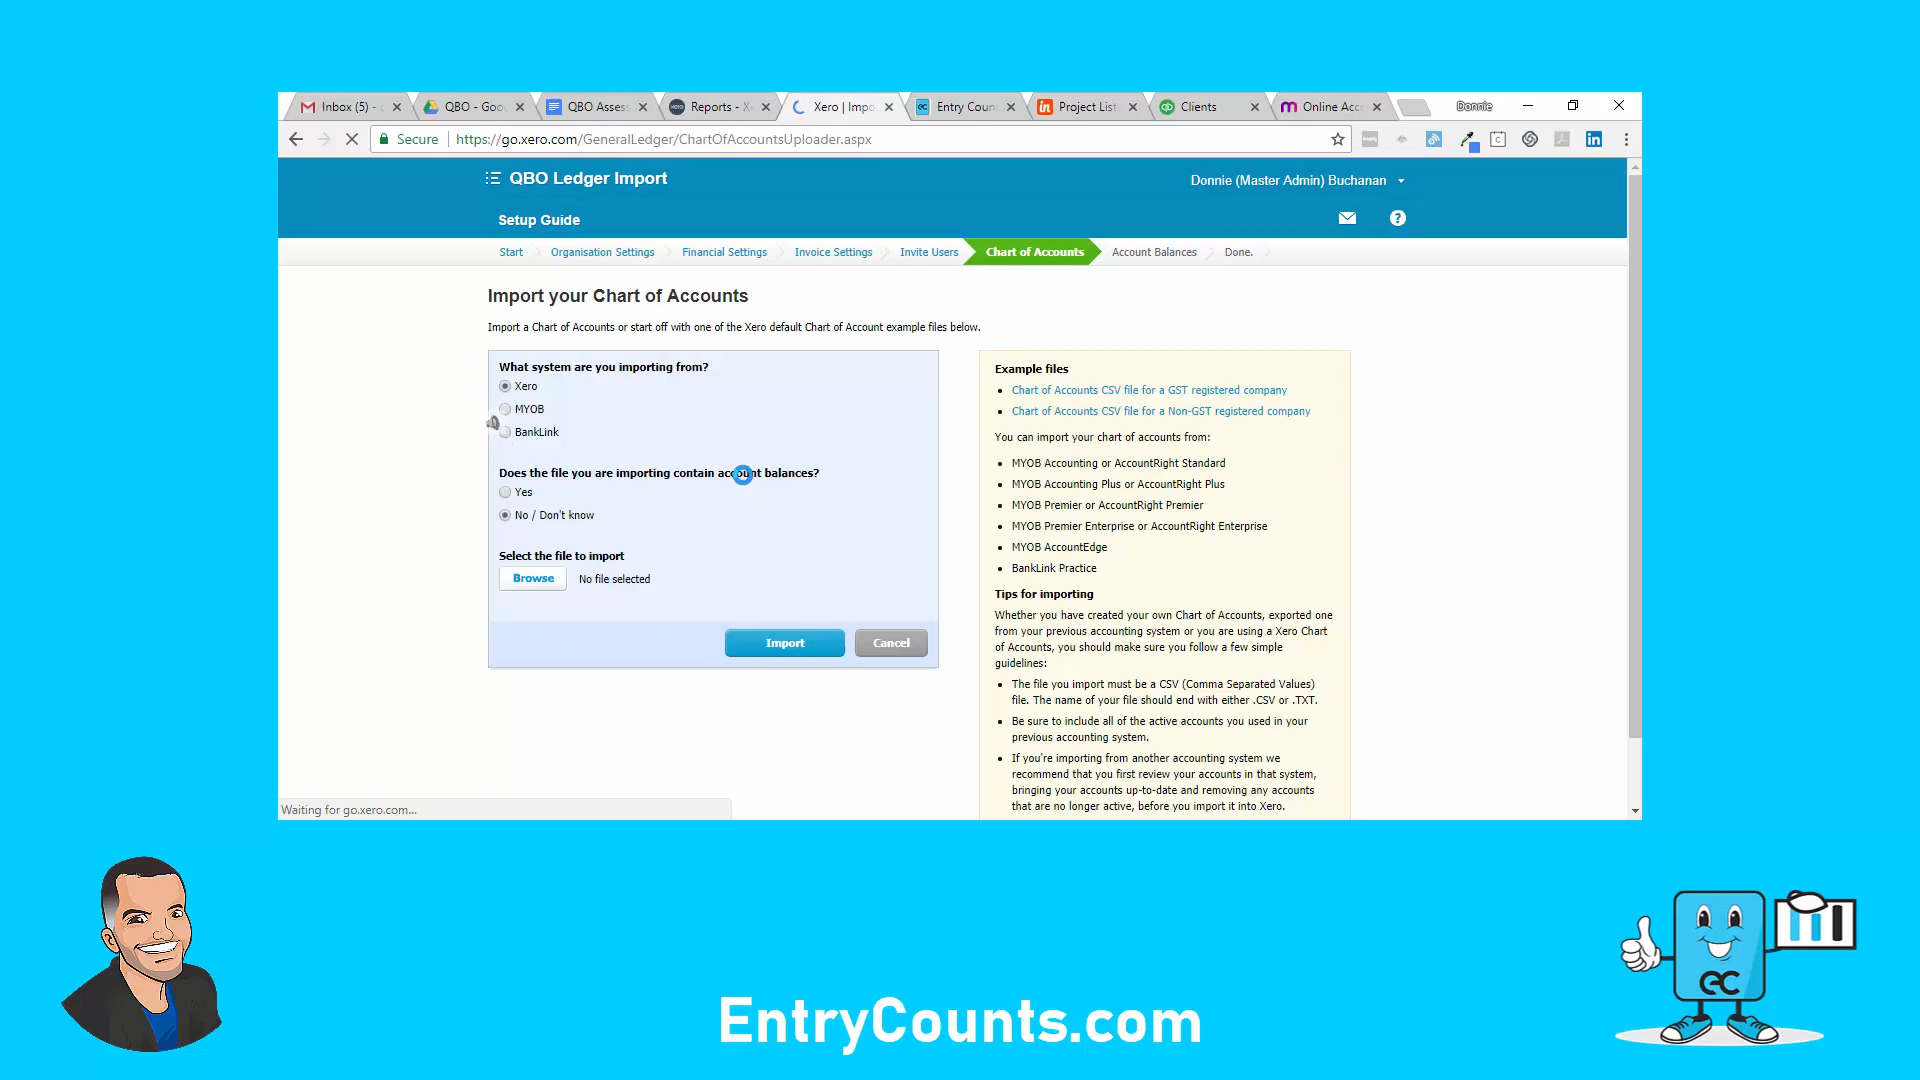 Inbox (5) -
QBO - Goo
QBO Asses
Reports - X
Xero | Impo
Entry Coun
Project List
Clients
Online Acc
Donnie
Secure
https://go.xero.com/GeneralLedger/ChartOfAccountsUploader.aspx
QBO Ledger Import
Donnie (Master Admin) Buchanan
Setup Guide
?
Start
Organisation Settings
Financial Settings
Invoice Settings
Invite Users
Chart of Accounts
Account Balances
Done.
Import your Chart of Accounts
Import a Chart of Accounts or start off with one of the Xero default Chart of Account example files below.
What system are you importing from?
Xero
MYOB
BankLink
Does the file you are importing contain account balances?
Yes
No / Don't know
Select the file to import
Browse
No file selected
Import
Cancel
Example files
Chart of Accounts CSV file for a GST registered company
Chart of Accounts CSV file for a Non-GST registered company
You can import your chart of accounts from:
MYOB Accounting or AccountRight Standard
MYOB Accounting Plus or AccountRight Plus
MYOB Premier or AccountRight Premier
MYOB Premier Enterprise or AccountRight Enterprise
MYOB AccountEdge
BankLink Practice
Tips for importing
Whether you have created your own Chart of Accounts, exported one
from your previous accounting system or you are using a Xero Chart
of Accounts, you should make sure you follow a few simple
guidelines:
The file you import must be a CSV (Comma Separated Values)
file. The name of your file should end with either .CSV or .TXT.
Be sure to include all of the active accounts you used in your
previous accounting system.
If you're importing from another accounting system we
recommend that you first review your accounts in that system,
bringing your accounts up-to-date and removing any accounts
that are no longer active, before you import it into Xero.
Waiting for go.xero.com...
ec
EntryCounts.com